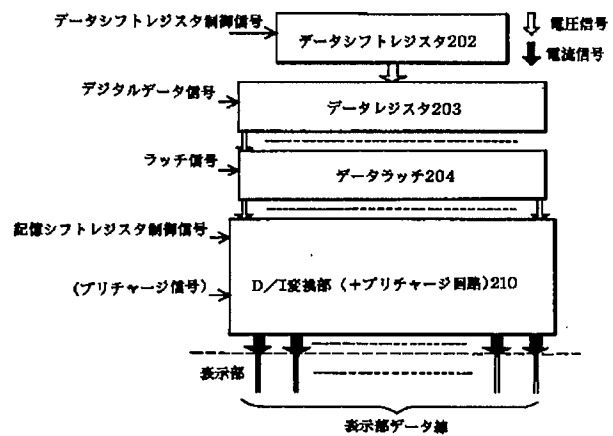 データシフトレジスタ制御信号
データシフトレジスタ202
電圧信号
電流信号
デジタルデータ信号
データレジスタ203
ラッチ信号
データラッチ204
記憶シフトレジスタ制御信号
(プリチャージ信号)
D/I変換部(+プリチャージ回路)210
表示部
表示部データ線